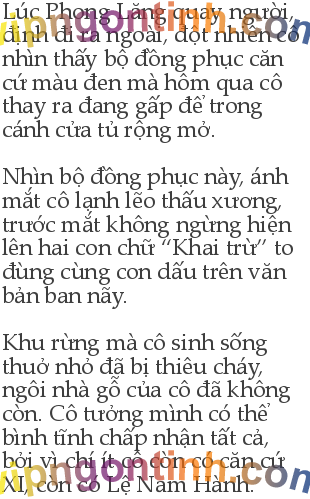 Lúc Phong Lăng quay người,
định đi ra ngoài, đột nhiên cô
nhìn thấy bộ đồng phục căn
cứ màu đen mà hôm qua cô
thay ra đang gấp để trong
cánh cửa tủ rộng mở.
Nhìn bộ đồng phục này, ánh
mắt cô lạnh lẽo thấu xương,
trước mắt không ngừng hiện
lên hai con chữ “Khai trừ” to
đùng cùng con dấu trên văn
bản ban nãy.
Khu rừng mà cô sinh sống
thuở nhỏ đã bị thiêu cháy,
ngôi nhà gỗ của cô đã không
còn. Cô tưởng mình có thể
bình tĩnh chấp nhận tất cả,
bởi vì chí ít cô còn có căn cứ
XI, còn có Lệ Nam Hành.